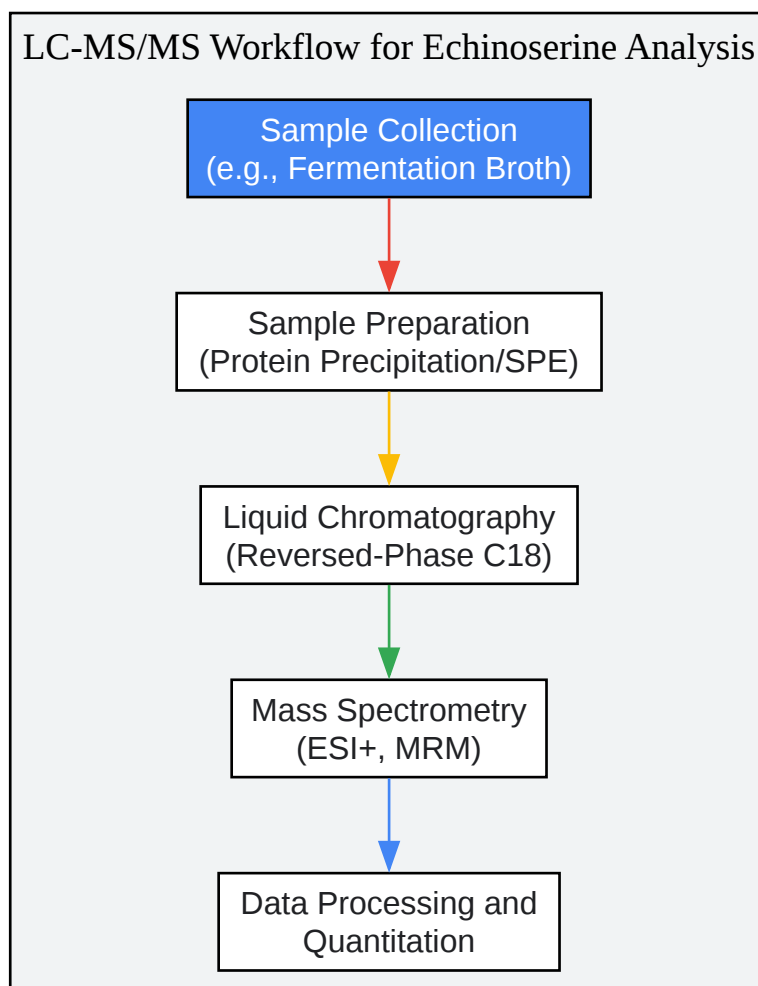 LC-MS/MS Workflow for Echinoserine Analysis
Sample Collection
(e.g., Fermentation Broth)
Sample Preparation
(Protein Precipitation/SPE)
Liquid Chromatography
(Reversed-Phase C18)
Mass Spectrometry
(ESI+, MRM)
Data Processing and
Quantitation